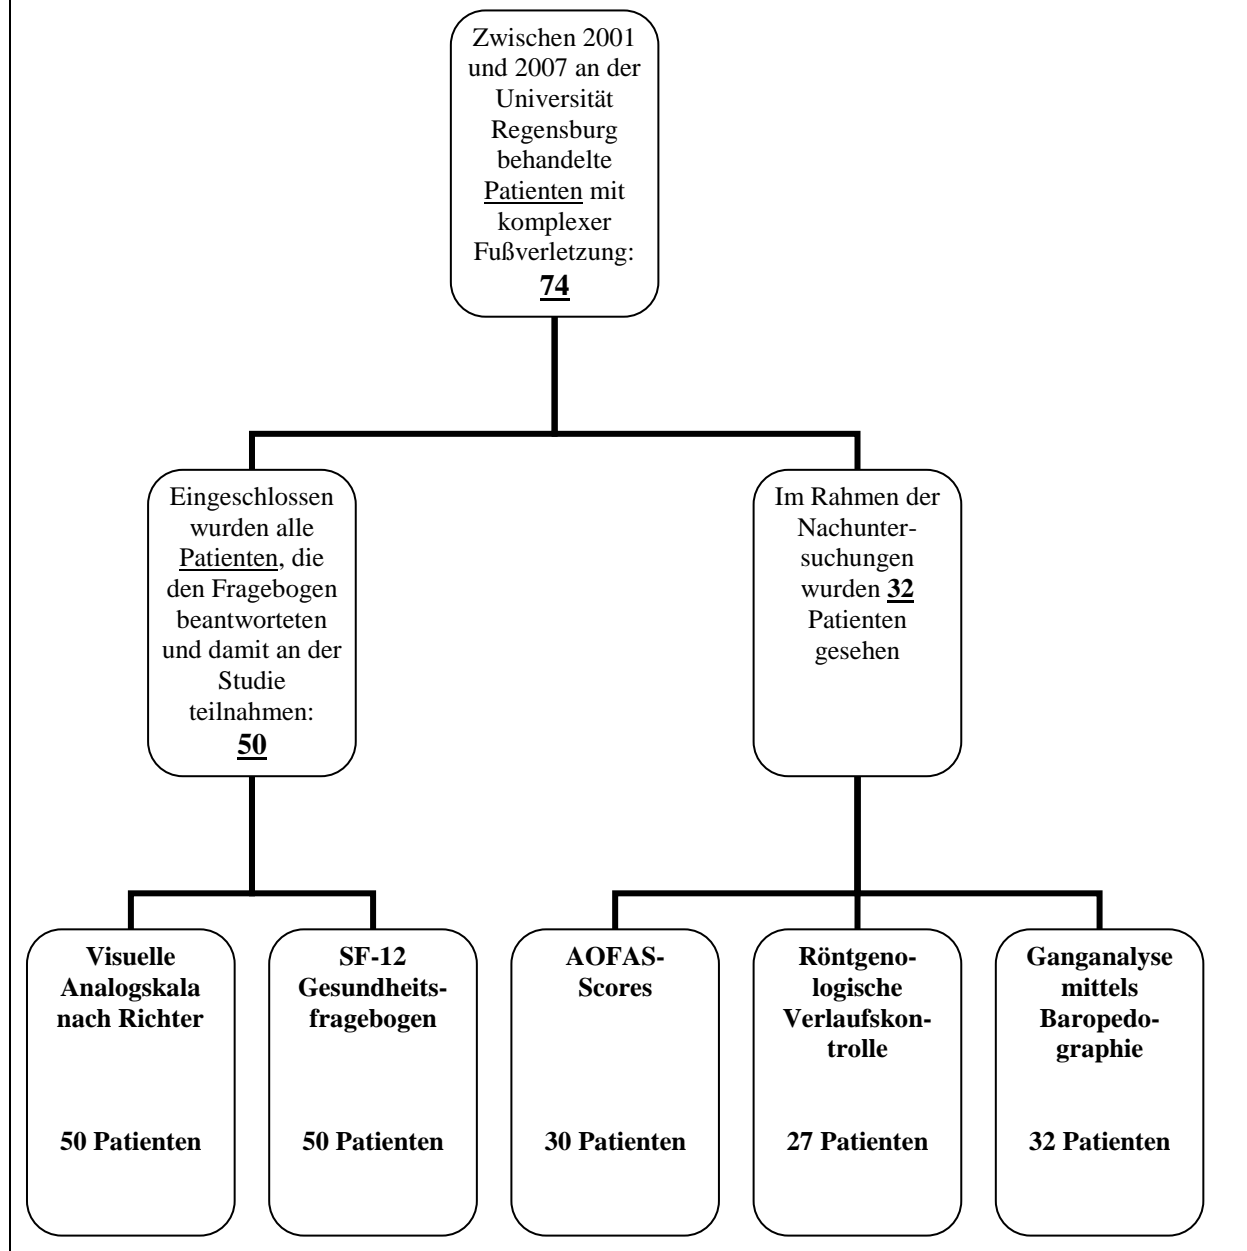 Zwischen 2001
und 2007 an der
Universität
Regensburg
behandelte
Patienten mit
komplexer
Fußverletzung:
74
Eingeschlossen
wurden alle
Patienten, die
den Fragebogen
beantworteten
und damit an der
Studie
teilnahmen:
50
Im Rahmen der
Nachunter-
suchungen
wurden 32
Patienten
gesehen
Visuelle
Analogskala
nach Richter
50 Patienten
SF-12
Gesundheits-
fragebogen
50 Patienten
AOFAS-
Scores
30 Patienten
Röntgeno-
logische
Verlaufskon-
trolle
27 Patienten
Ganganalyse
mittels
Baropedo-
graphie
32 Patienten